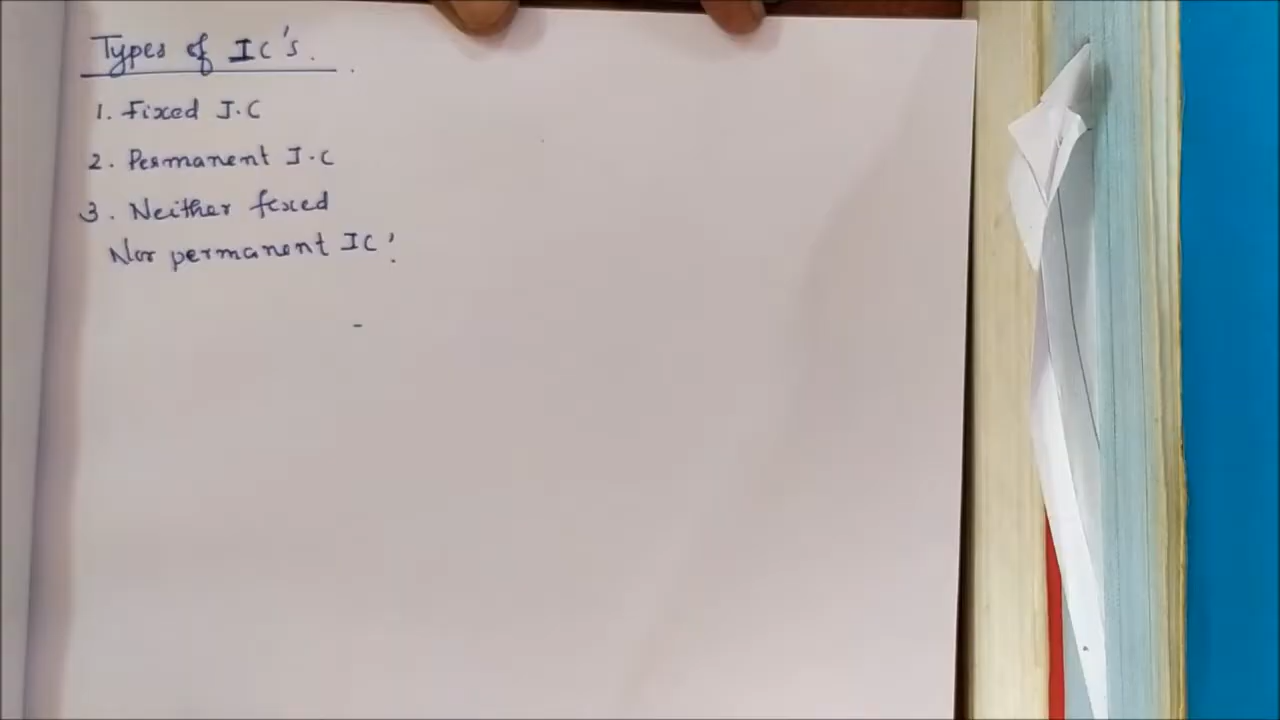 Types of IC's.
1. Fixed I.C
2. Permanent I.C
3. Neither fixed
Nor permanent IC'.